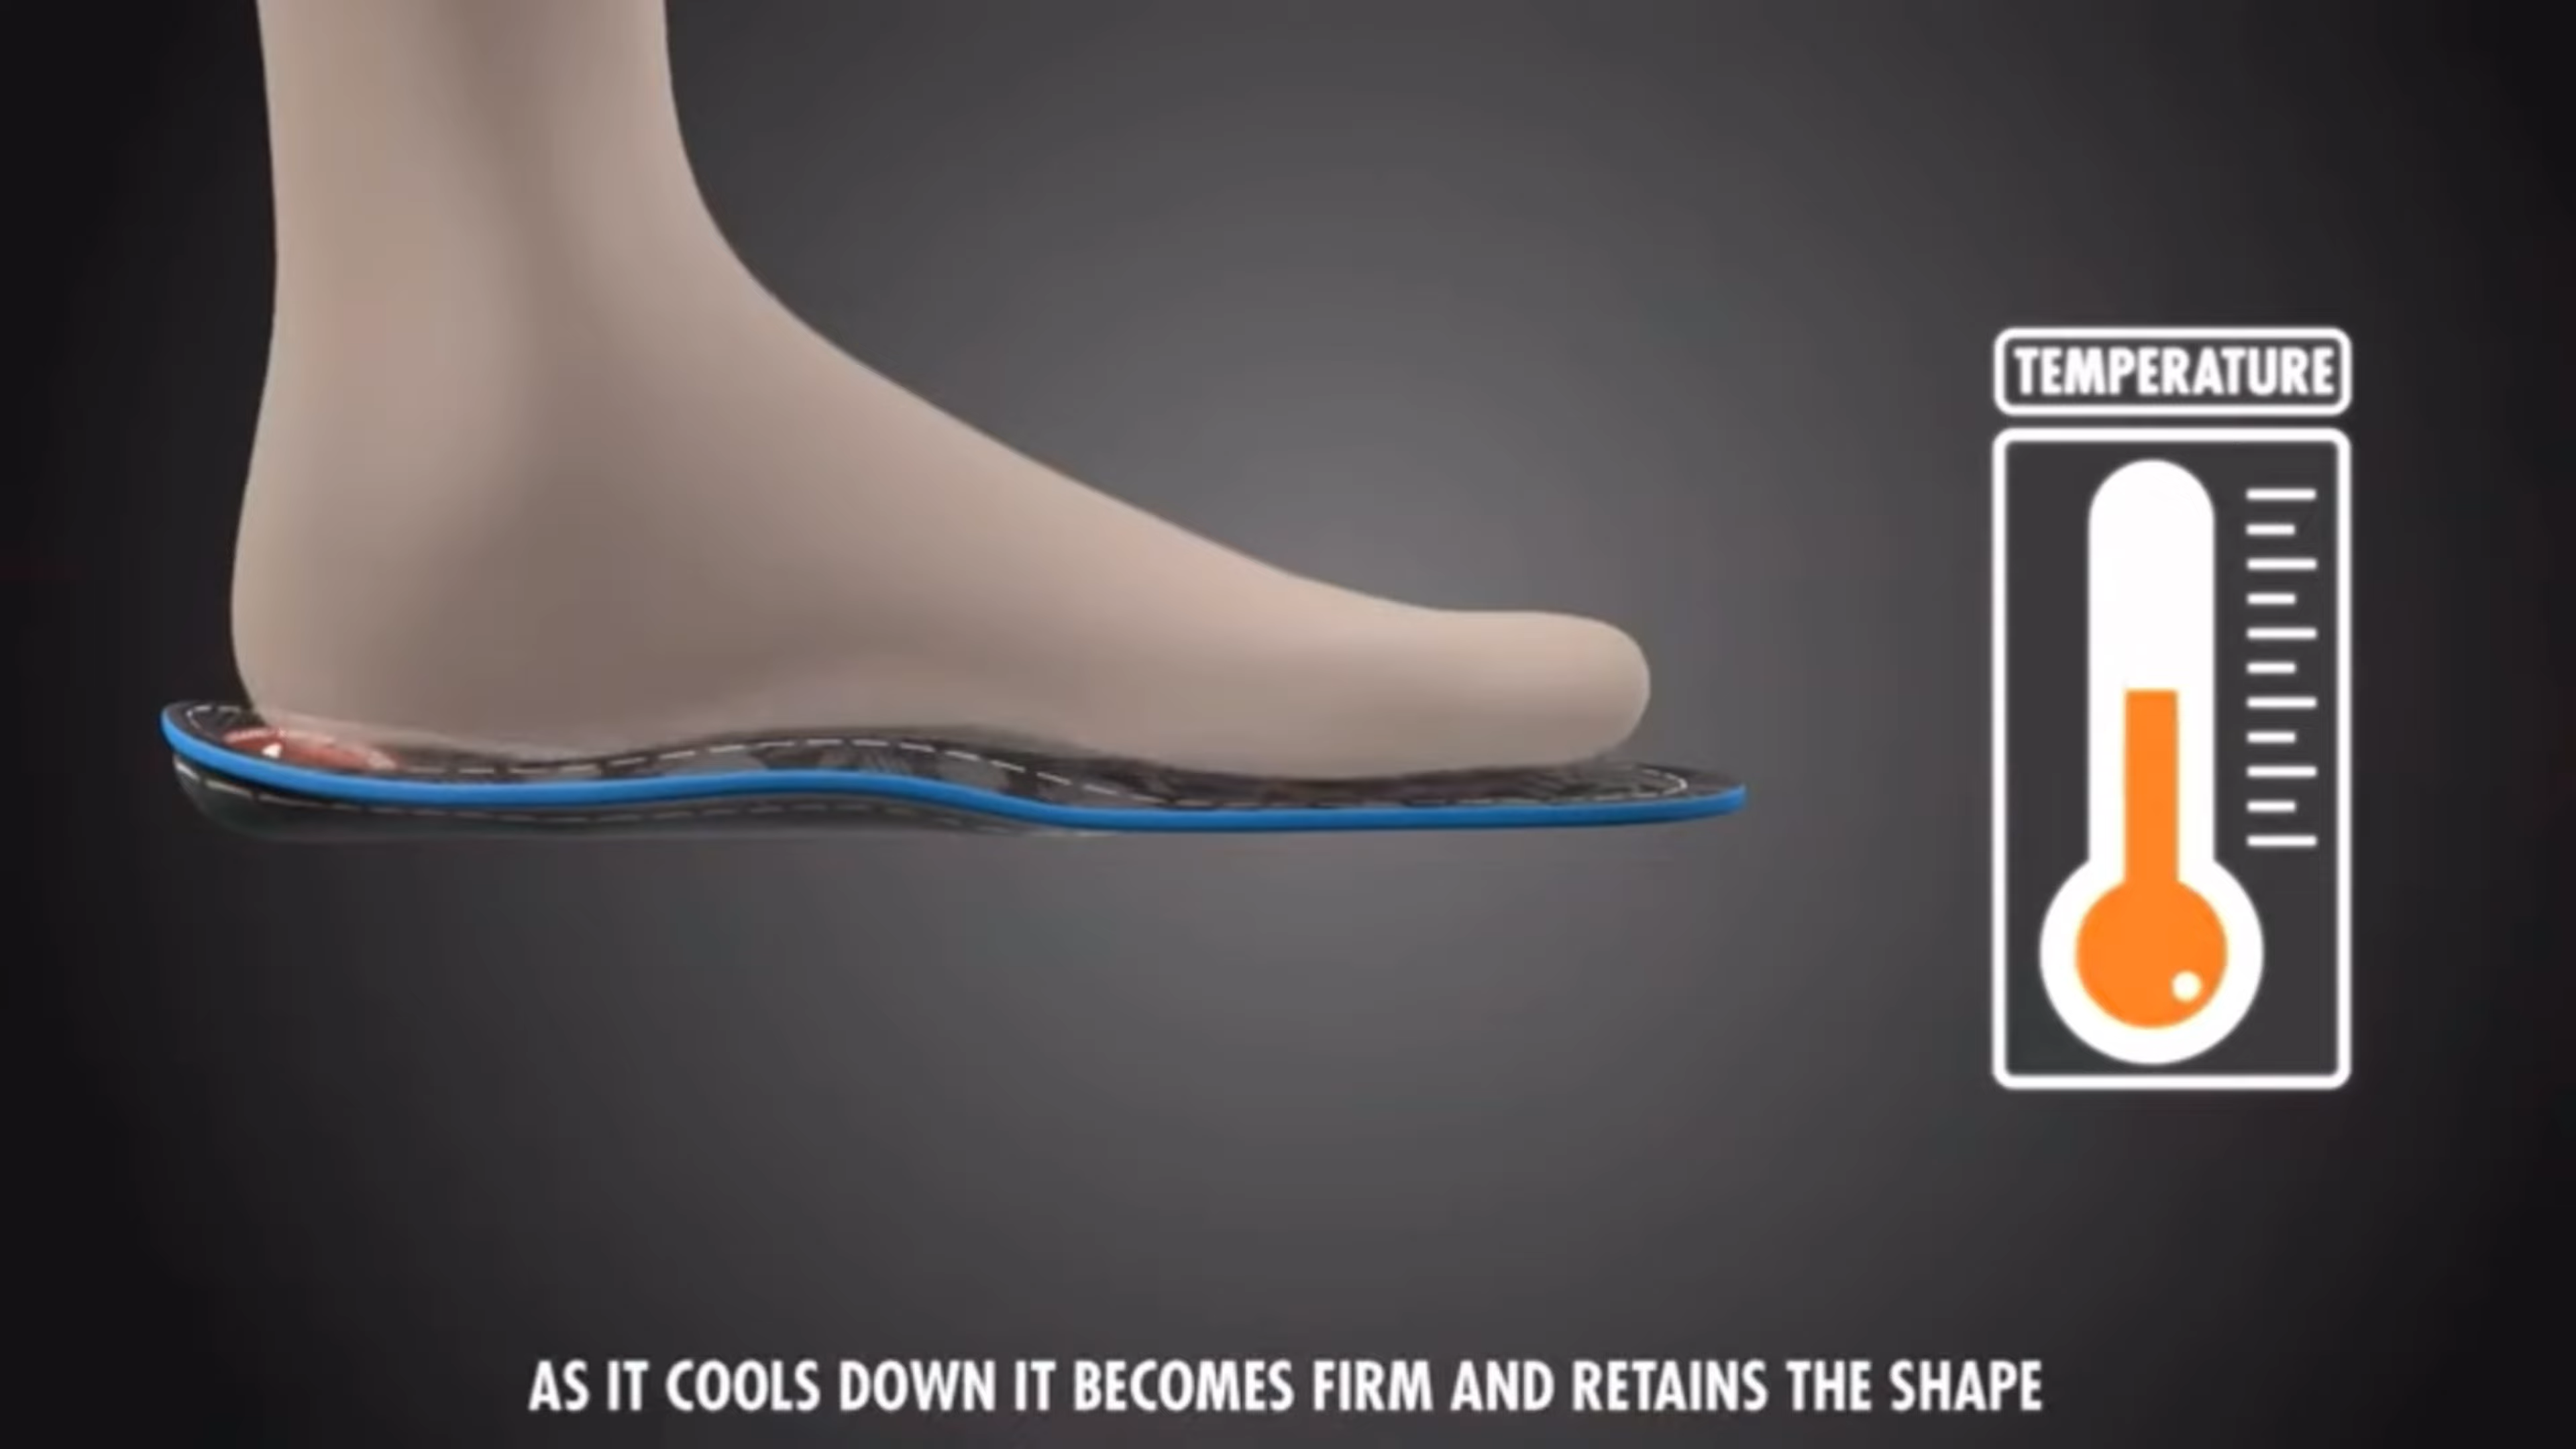 TEMPERATURE
AS IT COOLS DOWN IT BECOMES FIRM AND RETAINS THE SHAPE